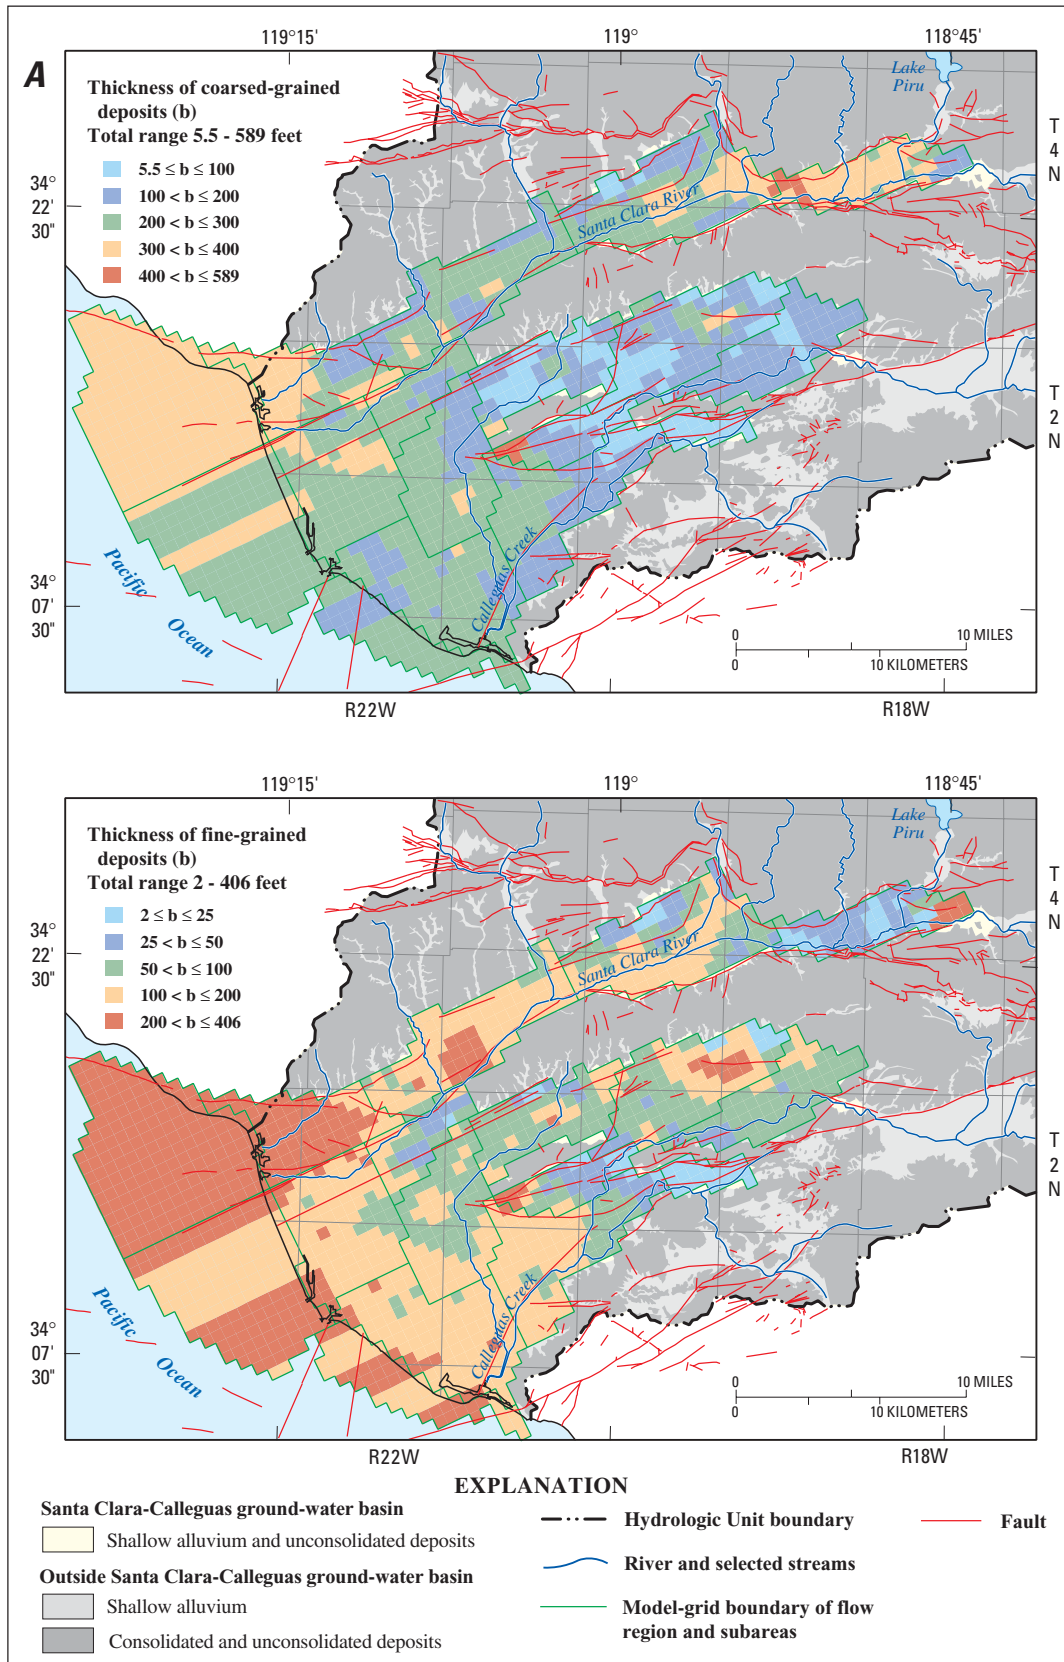 119°15'
119°
118°45'
A
Thickness of coarsed-grained
deposits (b)
Total range 5.5 - 589 feet
5.5 ≤ b ≤ 100
100 < b ≤ 200
200 < b ≤ 300
300 < b ≤ 400
400 < b ≤ 589
Lake
Piru
T
4
N
34°
22'
30"
Santa Clara River
T
2
N
Calleguas Creek
Pacific
Ocean
34°
07'
30"
0 10 MILES
0 10 KILOMETERS
R22W
R18W
119°15'
119°
118°45'
Thickness of fine-grained
deposits (b)
Total range 2 - 406 feet
2 ≤ b ≤ 25
25 < b ≤ 50
50 < b ≤ 100
100 < b ≤ 200
200 < b ≤ 406
Lake
Piru
T
4
N
34°
22'
30"
Santa Clara River
T
2
N
Calleguas Creek
Pacific
Ocean
34°
07'
30"
0 10 MILES
0 10 KILOMETERS
R22W
R18W
EXPLANATION
Santa Clara-Calleguas ground-water basin
Shallow alluvium and unconsolidated deposits
Outside Santa Clara-Calleguas ground-water basin
Shallow alluvium
Consolidated and unconsolidated deposits
Hydrologic Unit boundary
River and selected streams
Model-grid boundary of flow
region and subareas
Fault